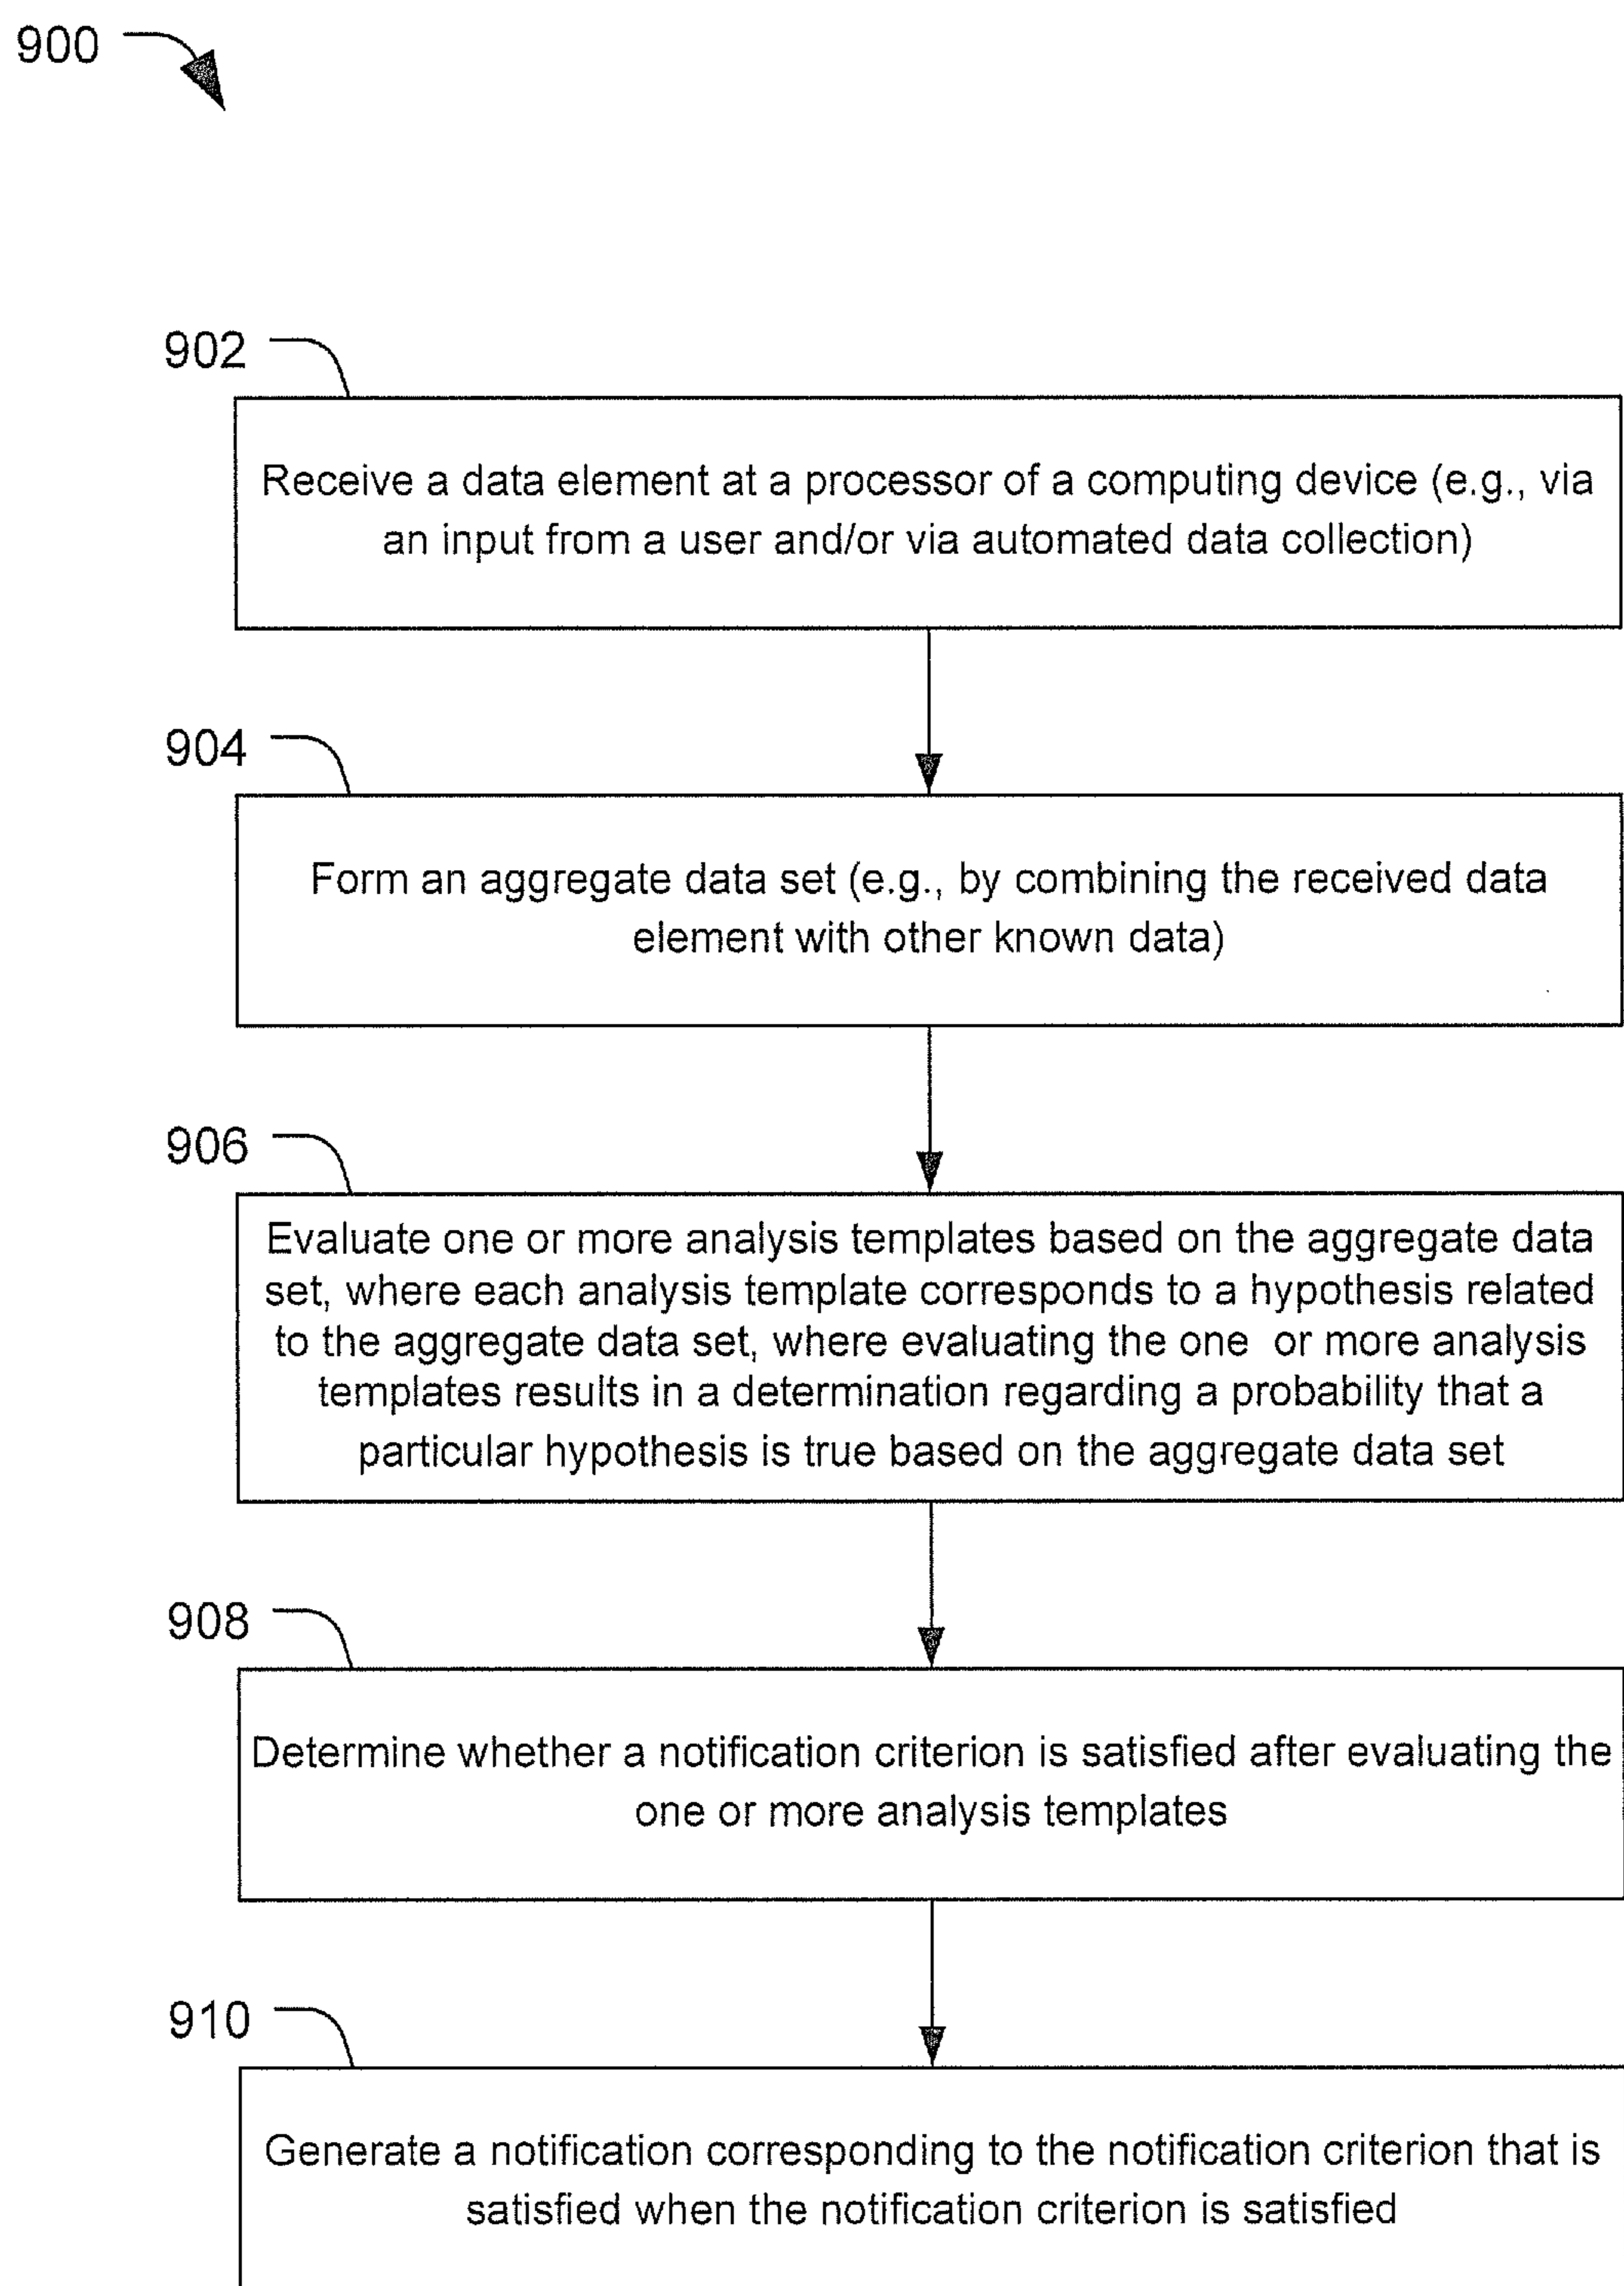 900
902
Receive a data element at a processor of a computing device (e.g., via
an input from a user and/or via automated data collection)
904
Form an aggregate data set (e.g., by combining the received data
element with other known data)
906
Evaluate one or more analysis templates based on the aggregate data
set, where each analysis template corresponds to a hypothesis related
to the aggregate data set, where evaluating the one or more analysis
templates results in a determination regarding a probability that a
particular hypothesis is true based on the aggregate data set
908
Determine whether a notification criterion is satisfied after evaluating the
one or more analysis templates
910
Generate a notification corresponding to the notification criterion that is
satisfied when the notification criterion is satisfied